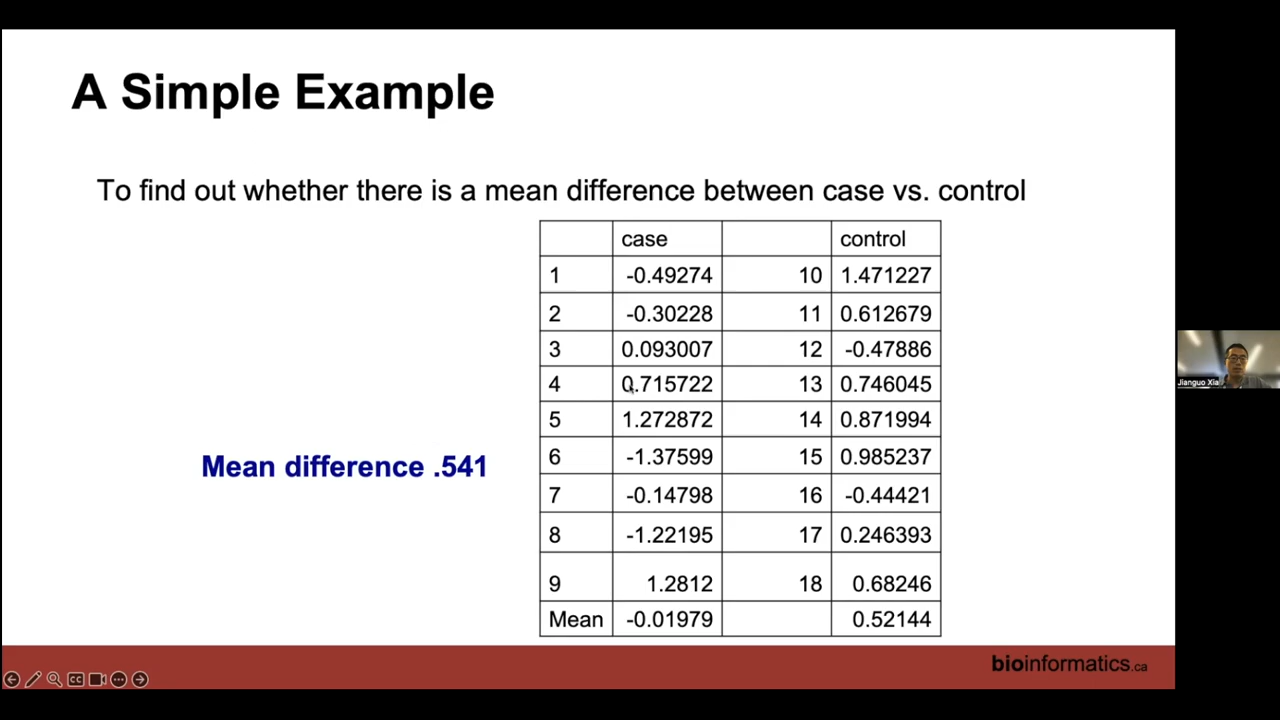 A Simple Example
To find out whether there is a mean difference between case vs. control
case control
1 -0.49274 10 1.471227
2 -0.30228 11 0.612679
3 0.093007 12 -0.47886
4 0.715722 13 0.746045
5 1.272872 14 0.871994
6 -1.37599 15 0.985237
7 -0.14798 16 -0.44421
8 -1.22195 17 0.246393
9 1.2812 18 0.68246
Mean -0.01979 0.52144
Mean difference .541
Jianguo Xia
bioinformatics.ca
CC